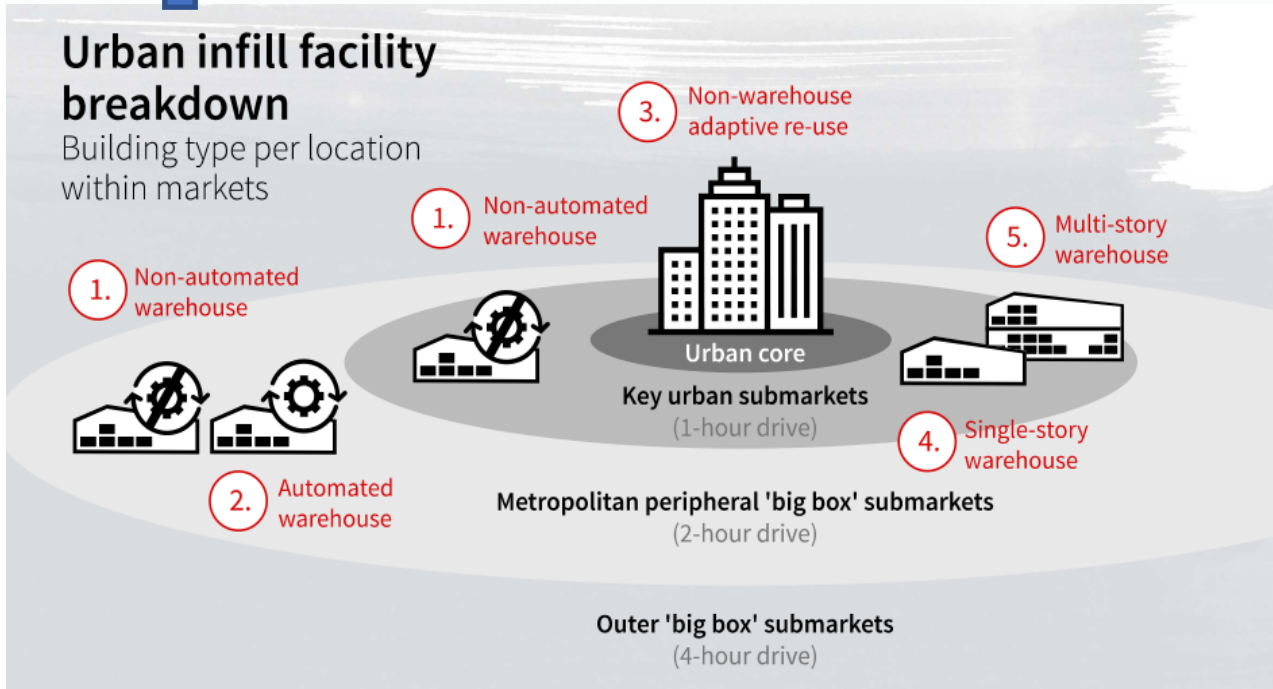 Urban infill facility
breakdown
Building type per location
within markets
3.
Non-warehouse
adaptive re-use
1.
Non-automated
warehouse
5.
Multi-story
warehouse
1.
Non-automated
warehouse
Urban core
Key urban submarkets
(1-hour drive)
4.
Single-story
warehouse
2.
Automated
warehouse
Metropolitan peripheral 'big box' submarkets
(2-hour drive)
Outer 'big box' submarkets
(4-hour drive)